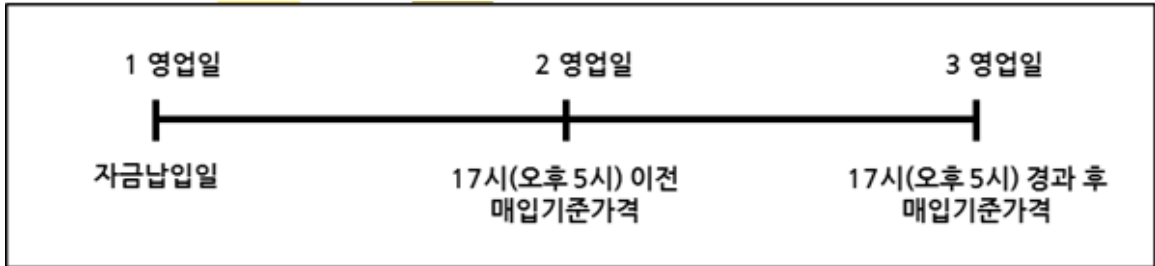 1 영업일
2 영업일
3 영업일
자금납입일
17시(오후 5시) 이전
매입기준가격
17시(오후 5시) 경과 후
매입기준가격